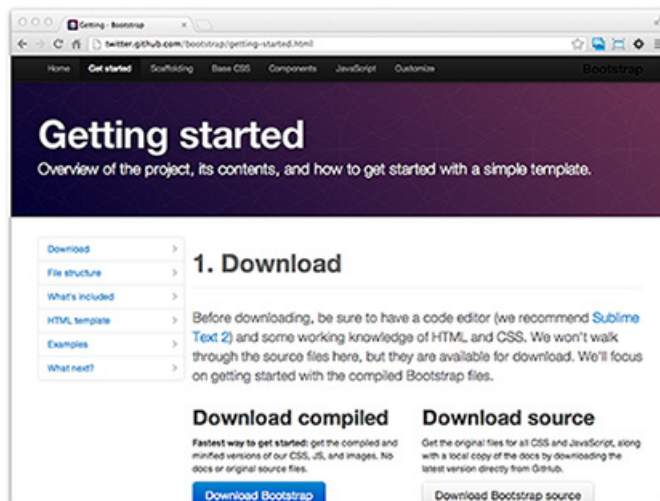 Getting · Bootstrap
twitter.github.com/bootstrap/getting-started.html
Home Get started Scaffolding Base CSS Components JavaScript Customize Bootstrap
Getting started
Overview of the project, its contents, and how to get started with a simple template.
Download
File structure
What's included
HTML template
Examples
What next?
1. Download
Before downloading, be sure to have a code editor (we recommend Sublime
Text 2) and some working knowledge of HTML and CSS. We won't walk
through the source files here, but they are available for download. We'll focus
on getting started with the compiled Bootstrap files.
Download compiled
Fastest way to get started: get the compiled and
minified versions of our CSS, JS, and images. No
docs or original source files.
Download Bootstrap
Download source
Get the original files for all CSS and JavaScript, along
with a local copy of the docs by downloading the
latest version directly from GitHub.
Download Bootstrap source